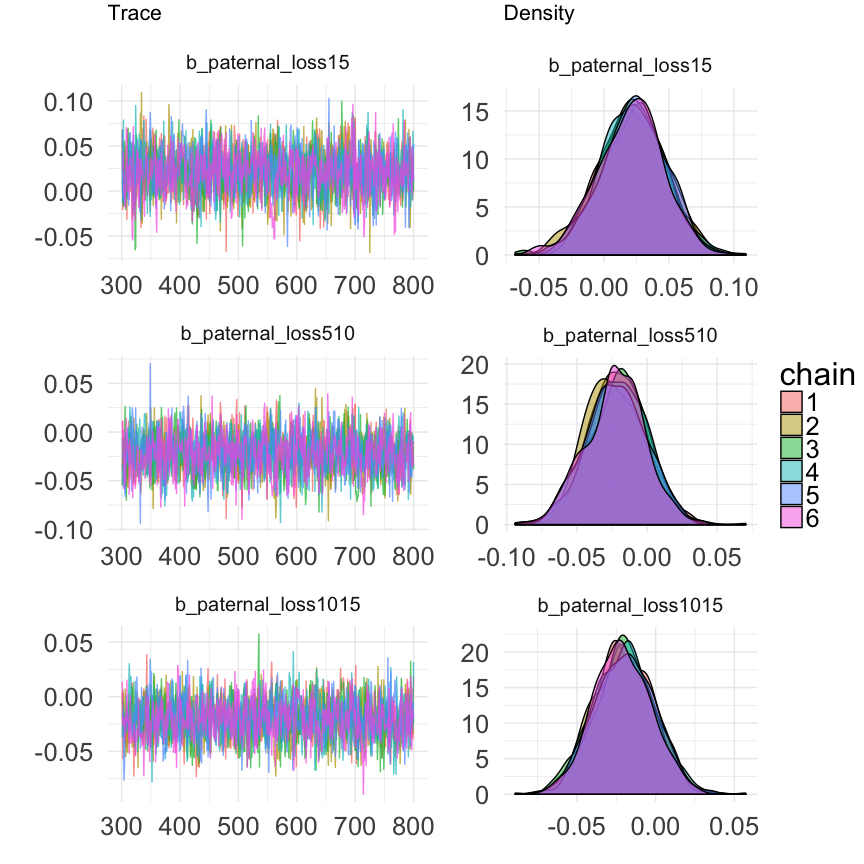 Trace
Density
b_paternal_loss15
0.10
0.05
0.00
-0.05
300 400 500 600 700 800
b_paternal_loss15
15
10
5
0
-0.05 0.00 0.05 0.10
b_paternal_loss510
0.05
0.00
-0.05
-0.10
300 400 500 600 700 800
b_paternal_loss510
20
15
10
5
0
-0.10 -0.05 0.00 0.05
b_paternal_loss1015
0.05
0.00
-0.05
300 400 500 600 700 800
b_paternal_loss1015
20
15
10
5
0
-0.05 0.00 0.05
chain
1
2
3
4
5
6